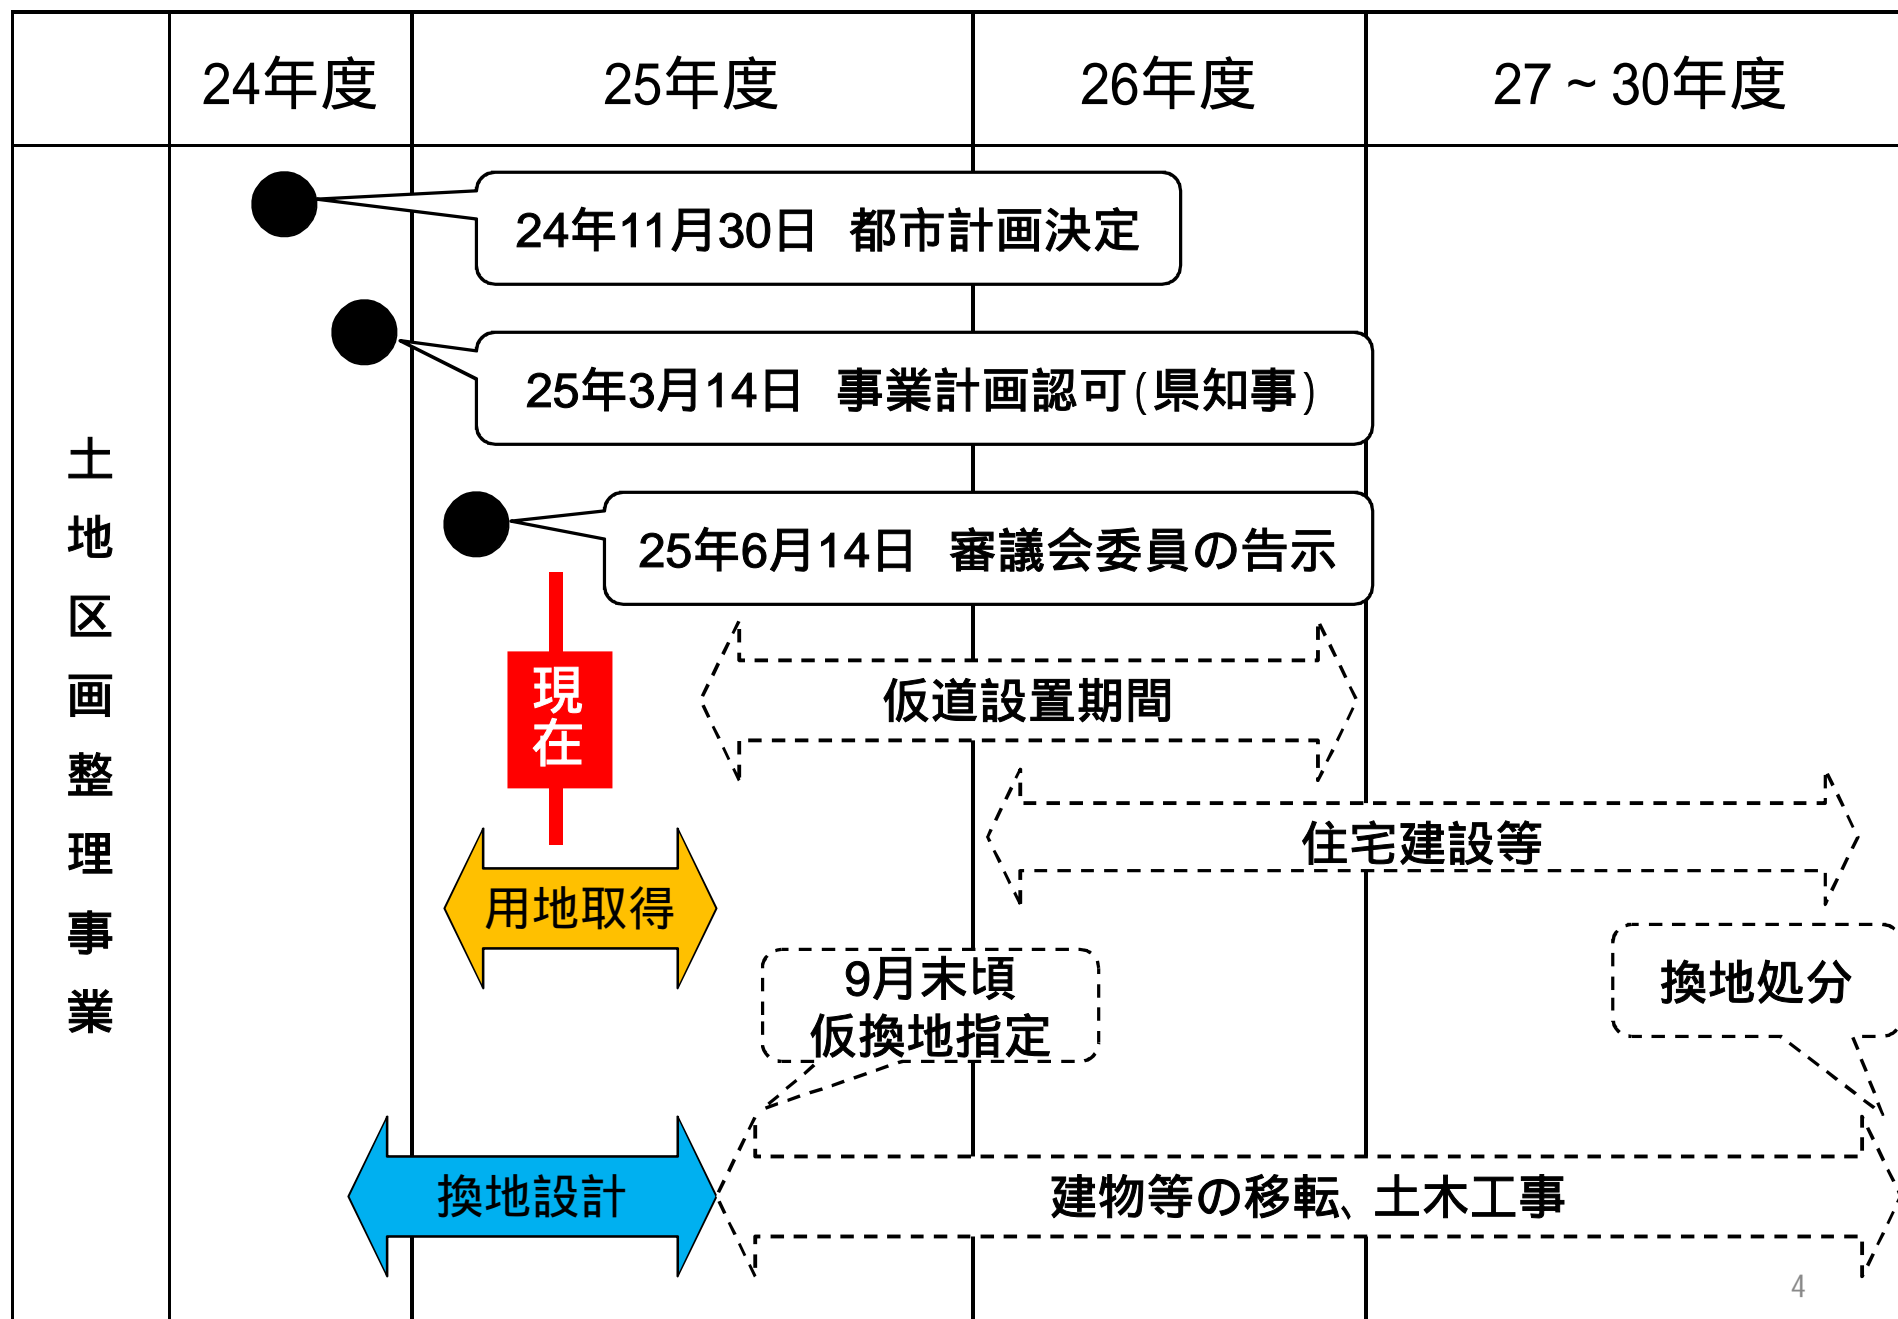 24年度
25年度
26年度
27～30年度
土地区画整理事業
24年11月30日　都市計画決定
25年3月14日　事業計画認可(県知事)
25年6月14日　審議会委員の告示
現在
仮道設置期間
住宅建設等
用地取得
9月末頃
仮換地指定
換地処分
換地設計
建物等の移転、土木工事
4